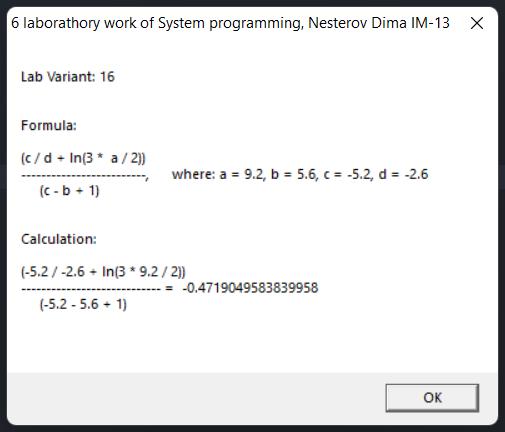 6 laborathory work of System programming, Nesterov Dima IM-13
Lab Variant: 16
Formula:
(c / d + ln(3 *  a / 2))
-------------------------,      where: a = 9.2, b = 5.6, c = -5.2, d = -2.6
(c - b + 1)
Calculation:
(-5.2 / -2.6 + ln(3 * 9.2 / 2))
---------------------------- =  -0.4719049583839958
(-5.2 - 5.6 + 1)
OK